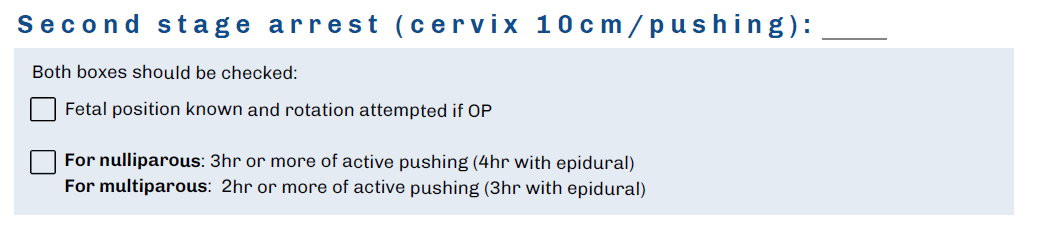 Second stage arrest (cervix 10cm/pushing): ____
Both boxes should be checked:
Fetal position known and rotation attempted if OP
For nulliparous: 3hr or more of active pushing (4hr with epidural)
For multiparous: 2hr or more of active pushing (3hr with epidural)